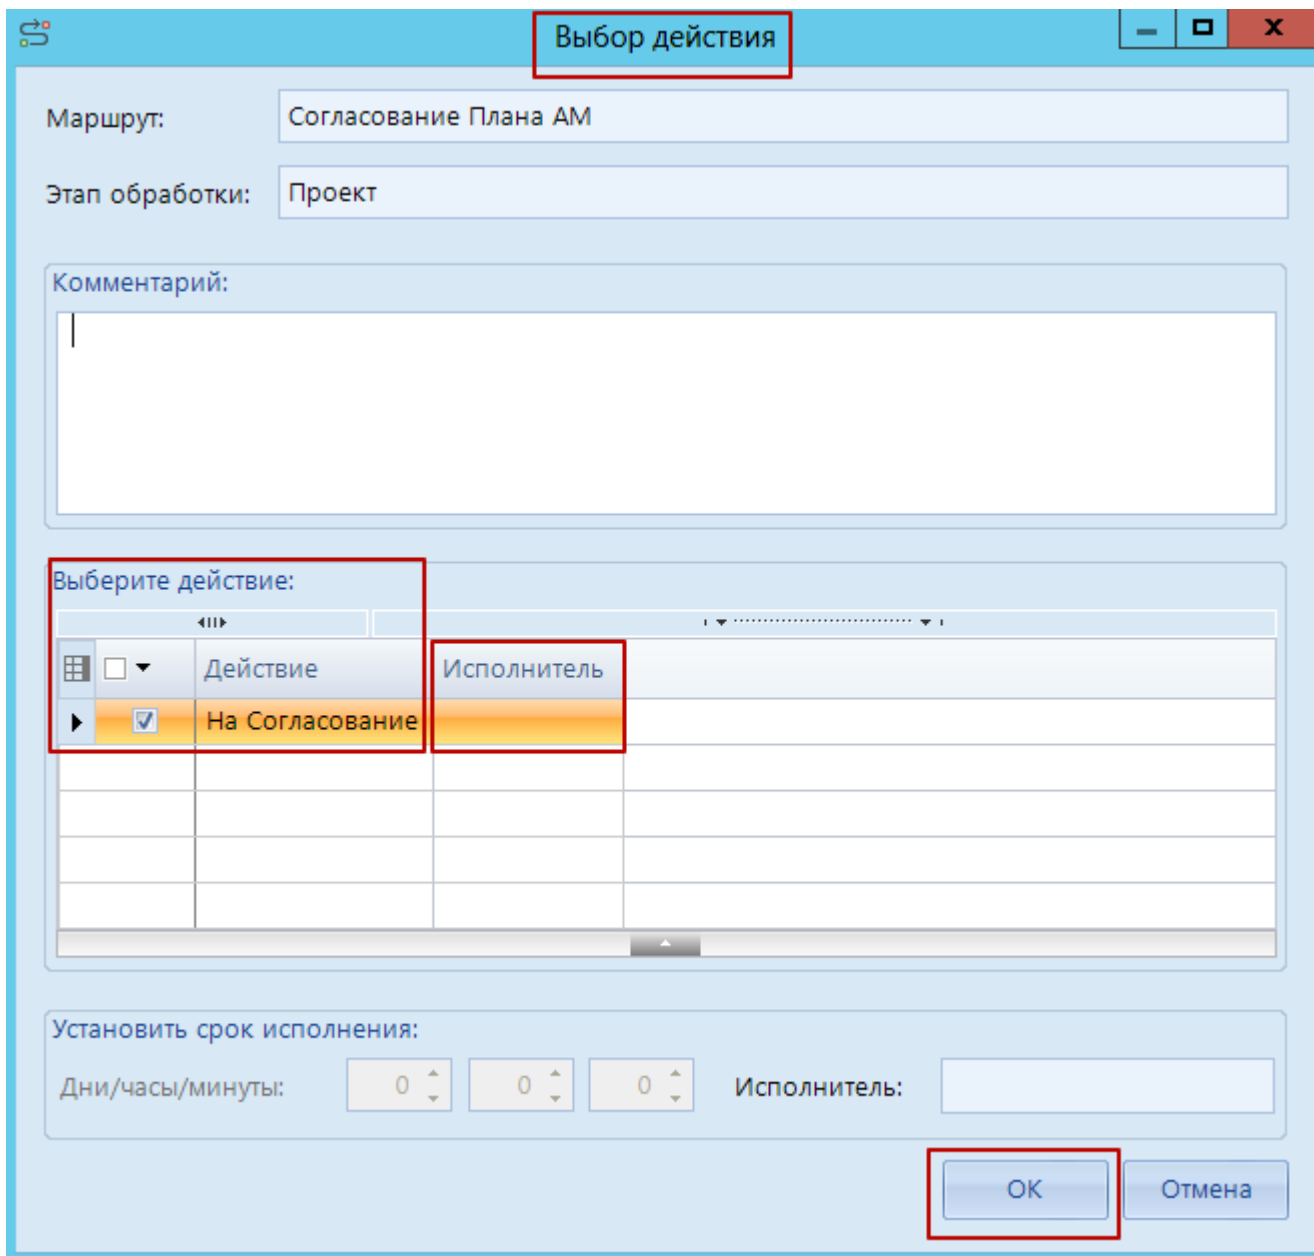 Выбор действия
Маршрут: Согласование Плана АМ
Этап обработки: Проект
Комментарий:
Выберите действие:
Действие Исполнитель
На Согласование
Установить срок исполнения:
Дни/часы/минуты: 0 0 0 Исполнитель:
OK Отмена